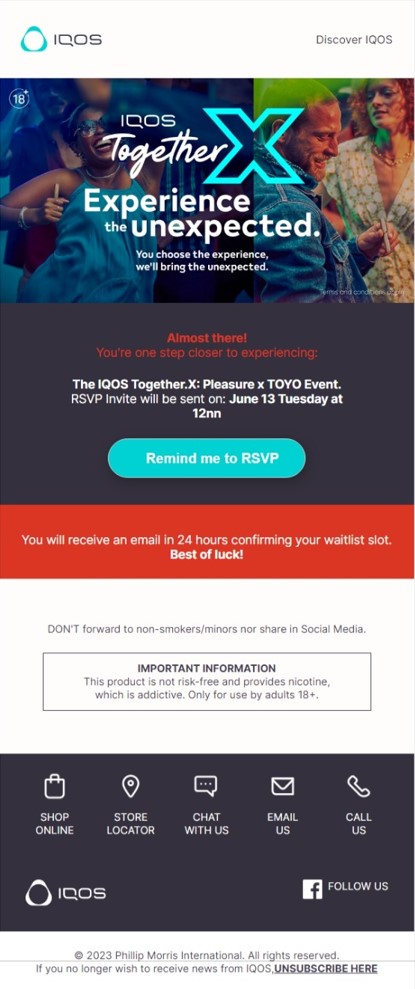 IQOS
Discover IQOS
18+
IQOS
Together X
Experience
the unexpected.
You choose the experience,
we'll bring the unexpected.
Terms and conditions apply.
Almost there!
You're one step closer to experiencing:
The IQOS Together.X: Pleasure x TOYO Event.
RSVP Invite will be sent on: June 13 Tuesday at
12nn
Remind me to RSVP
You will receive an email in 24 hours confirming your waitlist slot.
Best of luck!
DON'T forward to non-smokers/minors nor share in Social Media.
IMPORTANT INFORMATION
This product is not risk-free and provides nicotine,
which is addictive. Only for use by adults 18+.
SHOP
ONLINE
STORE
LOCATOR
CHAT
WITH US
EMAIL
US
CALL
US
IQOS
FOLLOW US
© 2023 Phillip Morris International. All rights reserved.
If you no longer wish to receive news from IQOS,UNSUBSCRIBE HERE